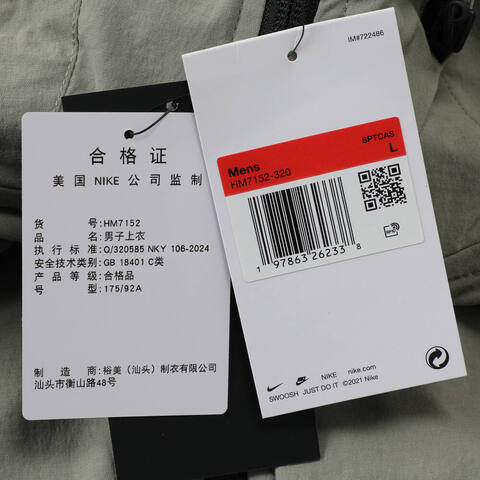 合格证
美国 NIKE 公司监制
货 号:HM7152
品 名:男子上衣
执行标准:Q/320585 NKY 106-2024
安全技术类别:GB 18401 C类
产品等级:合格品
号 型:175/92A
制造商:裕美(汕头)制衣有限公司
汕头市衡山路48号
IM#722486
SPTCAS
Mens
L
HM7152-320
1 97863 26233
NIKE
nike.com
SWOOSH JUST DO IT ©2021 Nike